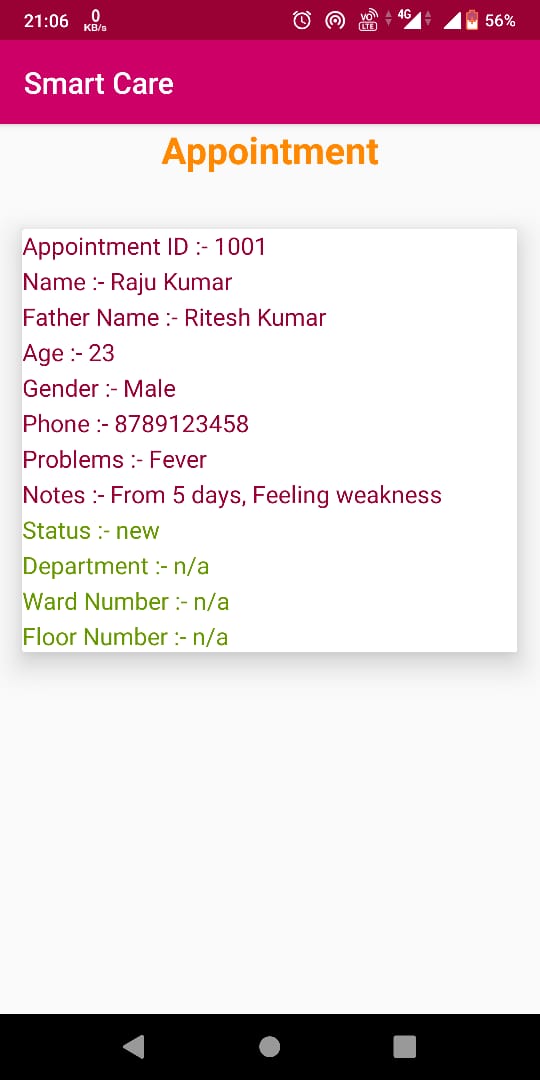 21:06 0 KB/s VO LTE 4G 56%
Smart Care
Appointment
Appointment ID :- 1001
Name :- Raju Kumar
Father Name :- Ritesh Kumar
Age :- 23
Gender :- Male
Phone :- 8789123458
Problems :- Fever
Notes :- From 5 days, Feeling weakness
Status :- new
Department :- n/a
Ward Number :- n/a
Floor Number :- n/a